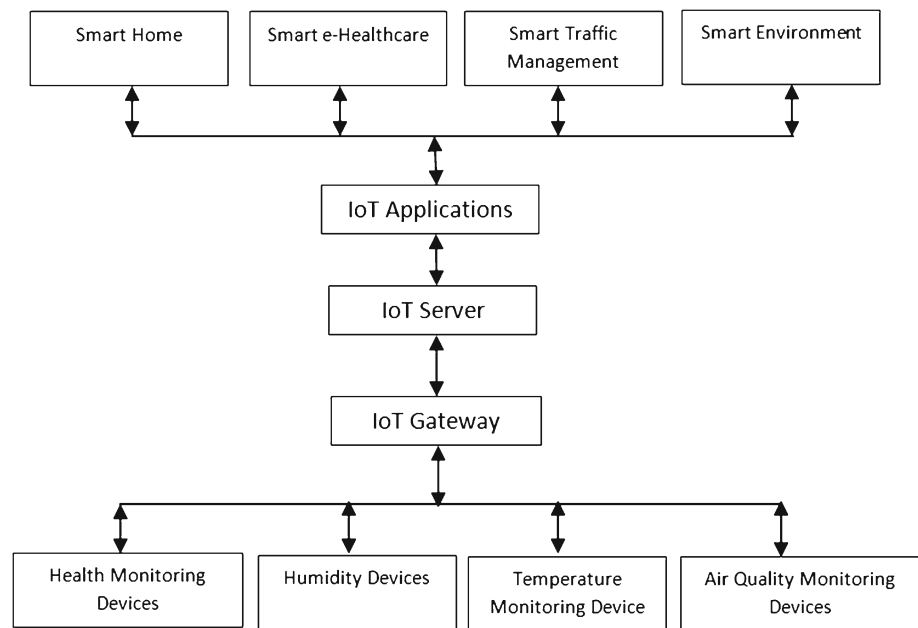 Smart Home
Smart e-Healthcare
Smart Traffic
Management
Smart Environment
IoT Applications
IoT Server
IoT Gateway
Health Monitoring
Devices
Humidity Devices
Temperature
Monitoring Device
Air Quality Monitoring
Devices